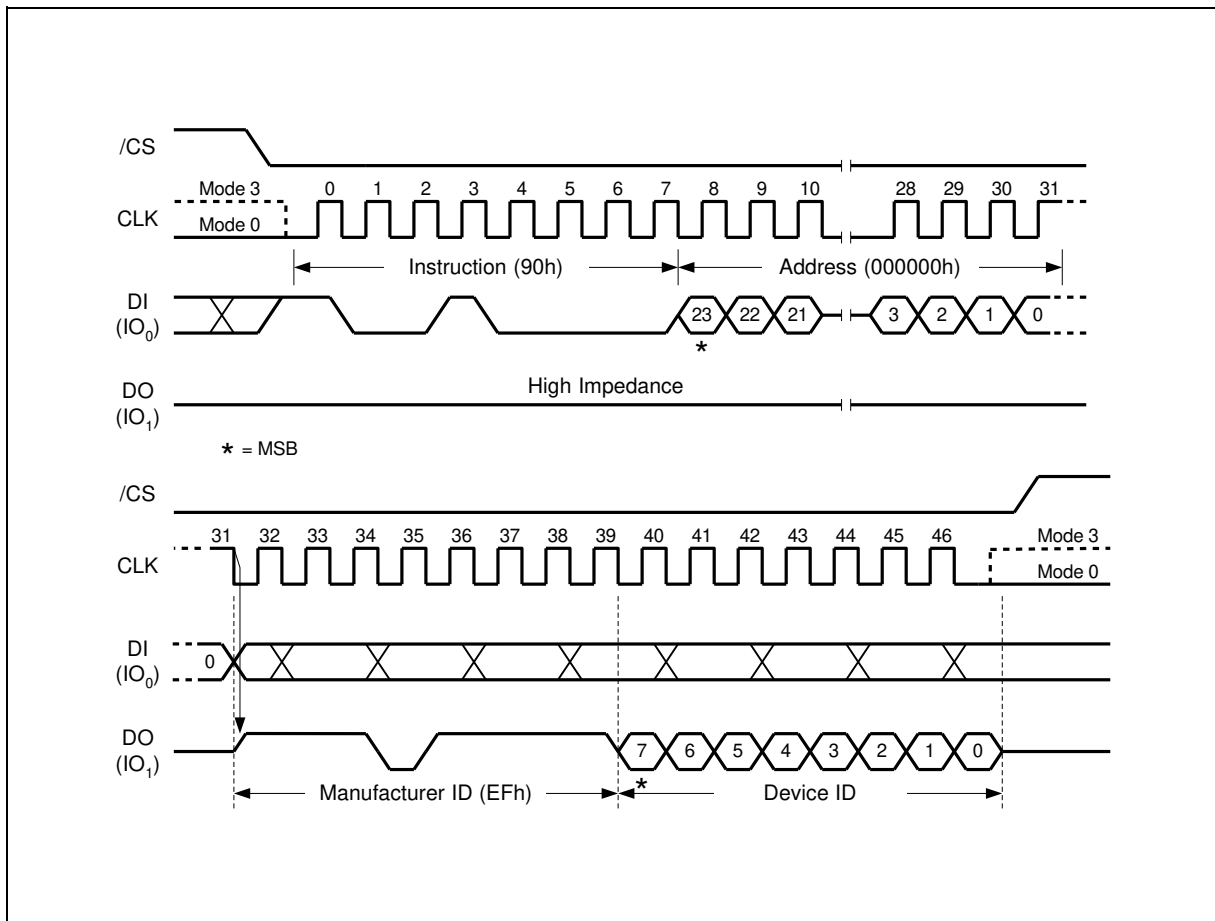 /CS
Mode 3 0 1 2 3 4 5 6 7 8 9 10 28 29 30 31
CLK
Mode 0
Instruction (90h) Address (000000h)
DI
(IO0)
23 22 21 3 2 1 0
*
High Impedance
DO
(IO1)
* = MSB
/CS
31 32 33 34 35 36 37 38 39 40 41 42 43 44 45 46 Mode 3
CLK
Mode 0
DI
(IO0)
0
DO
(IO1)
7 6 5 4 3 2 1 0
*
Manufacturer ID (EFh) Device ID